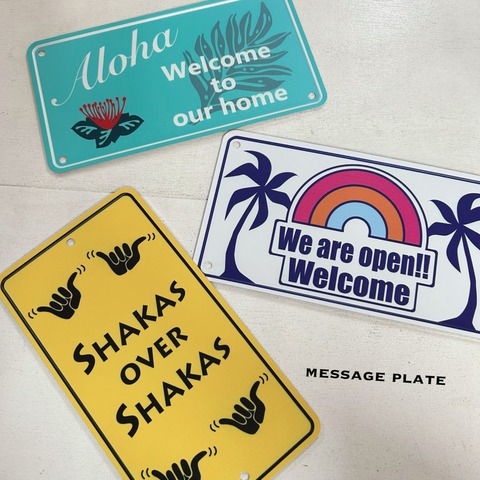 Aloha
Welcome
to
our home
We are open!!
Welcome
SHAKAS
OVER
SHAKAS
MESSAGE PLATE